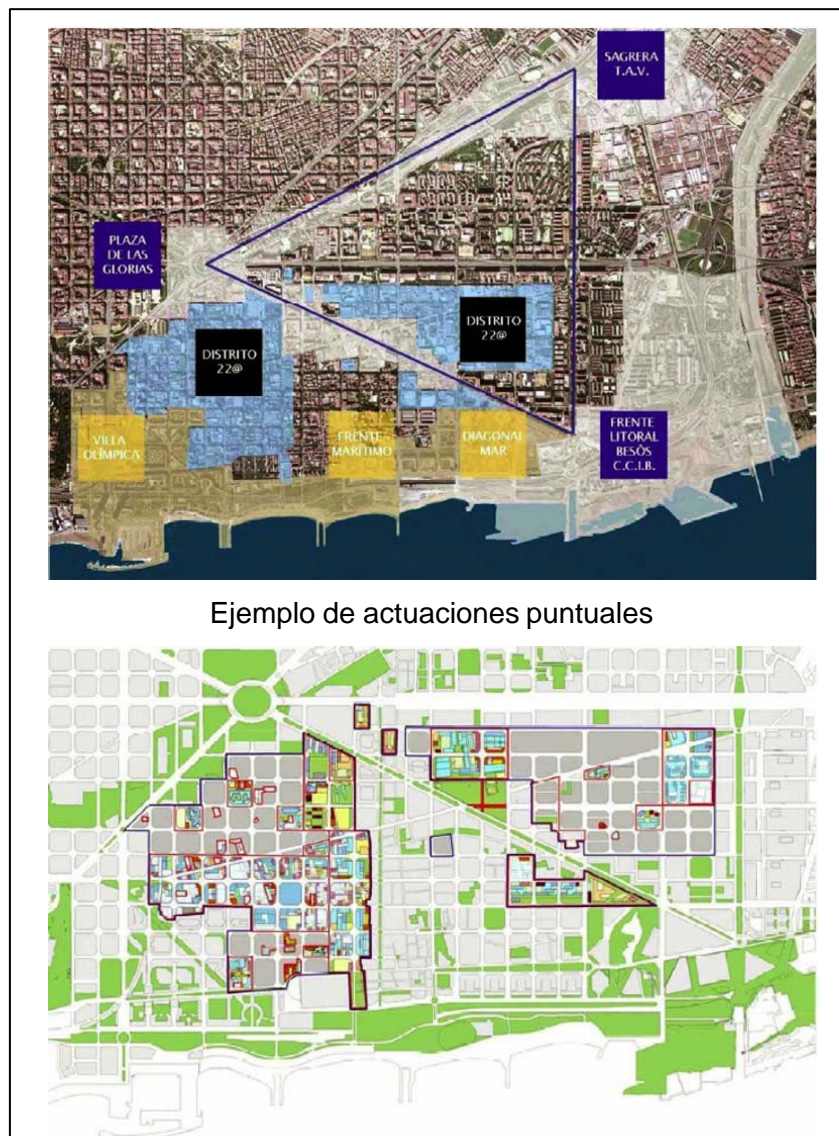 SAGRERA
T.A.V.
PLAZA
DE LAS
GLORIAS
DISTRITO
22@
DISTRITO
22@
VILLA
OLÍMPICA
FRENTE
MARÍTIMO
DIAGONAL
MAR
FRENTE
LITORAL
BESÒS
C.C.I.B.
Ejemplo de actuaciones puntuales